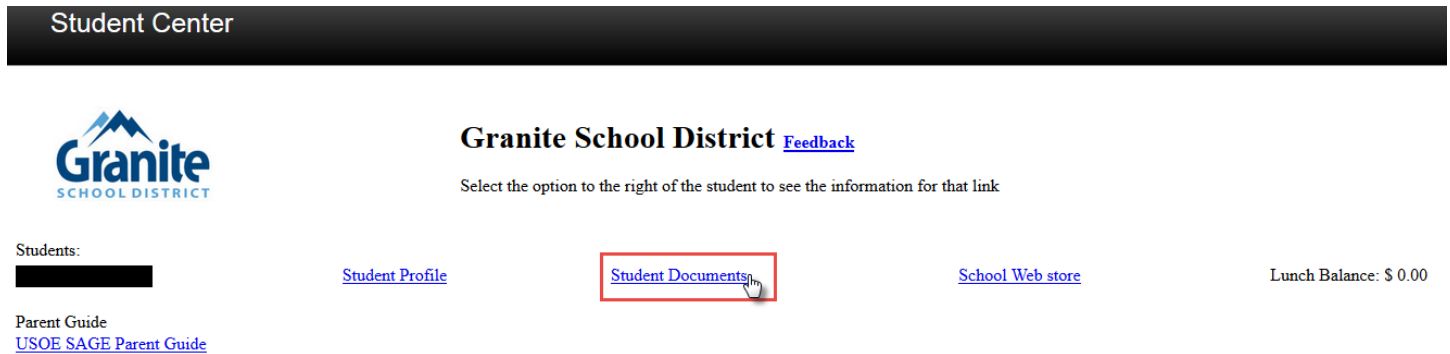 Student Center
Granite
SCHOOL DISTRICT
Granite School District Feedback
Select the option to the right of the student to see the information for that link
Students:
Student Profile Student Documents School Web store Lunch Balance: $ 0.00
Parent Guide
USOE SAGE Parent Guide